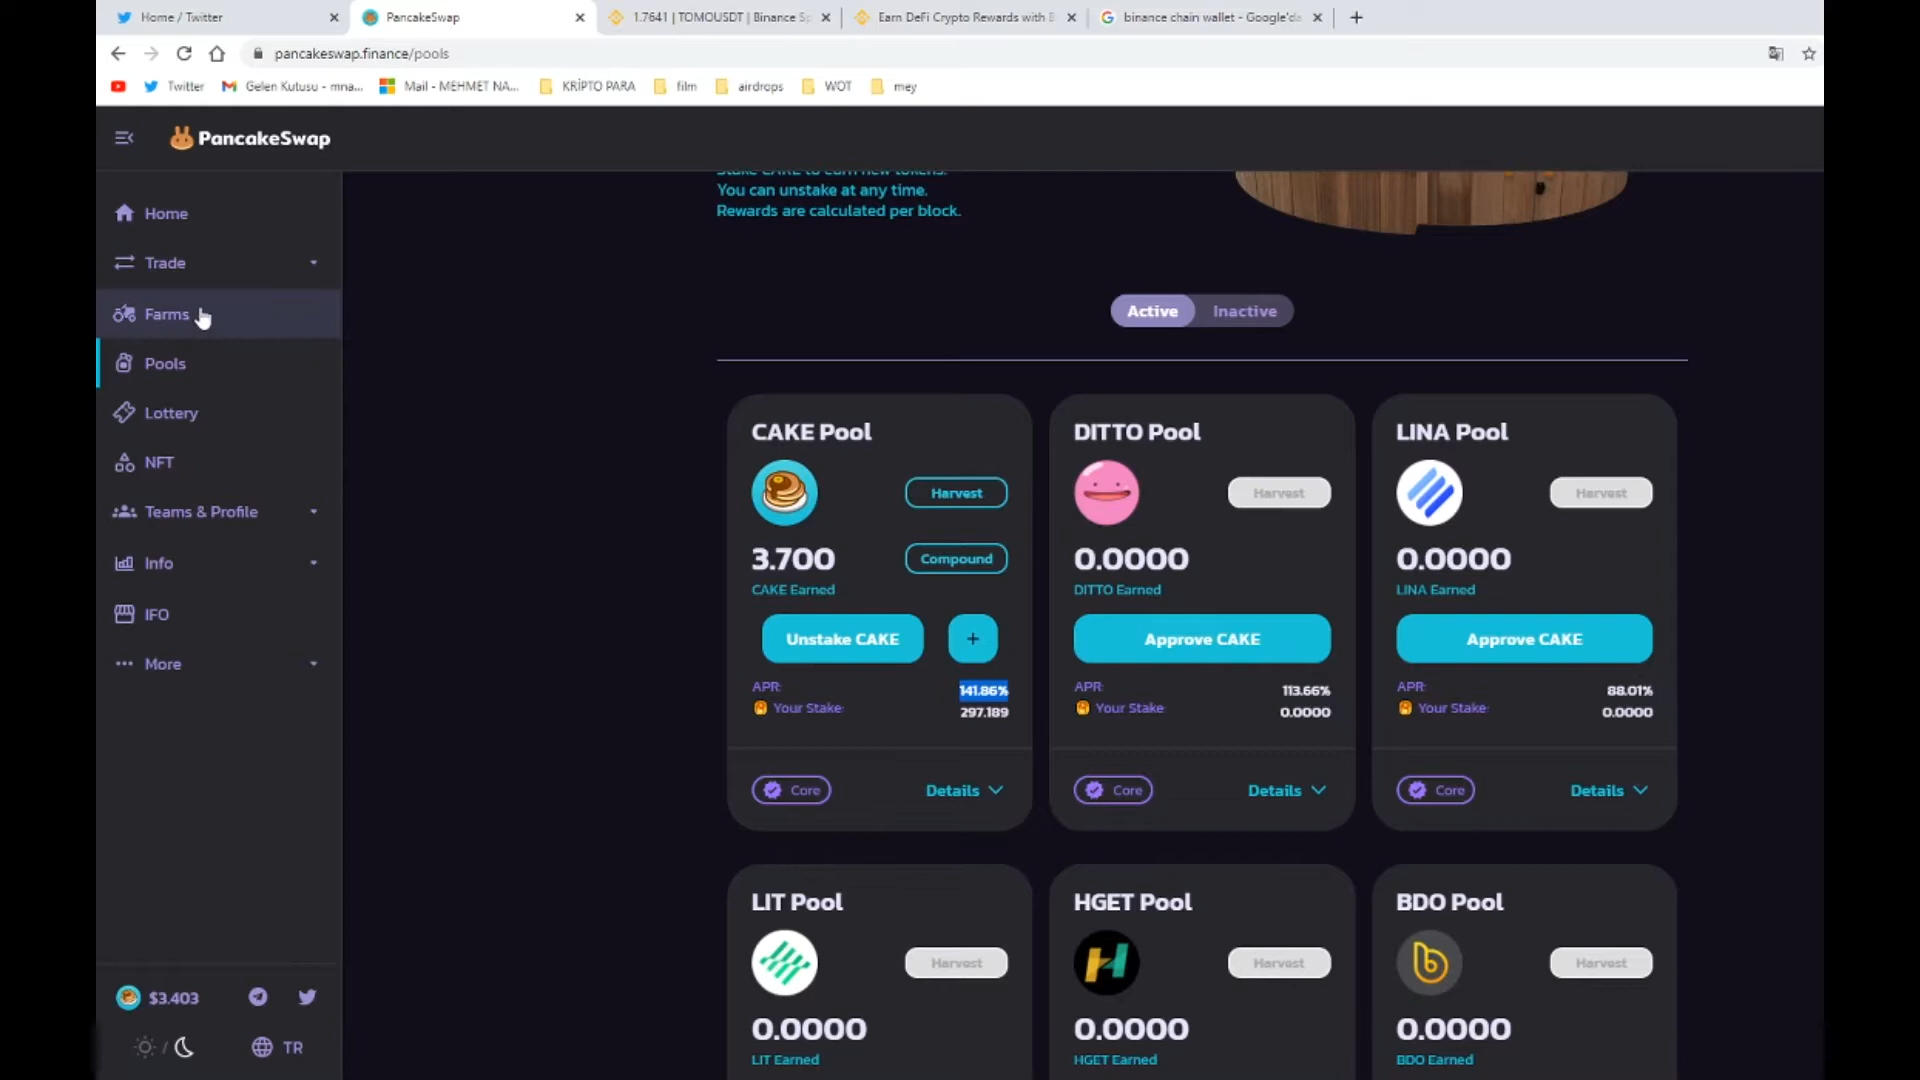 Home / Twitter
PancakeSwap
1.7641 | TOMOUSDT | Binance Sp
Earn DeFi Crypto Rewards with B
binance chain wallet - Google'da
pancakeswap.finance/pools
Twitter
Gelen Kutusu - mna...
Mail - MEHMET NA...
KRİPTO PARA
film
airdrops
WOT
mey
PancakeSwap
Home
Trade
Farms
Pools
Lottery
NFT
Teams & Profile
Info
IFO
More
$3.403
/
TR
Stake CAKE to earn new tokens.
You can unstake at any time.
Rewards are calculated per block.
Active
Inactive
CAKE Pool
Harvest
3.700
Compound
CAKE Earned
Unstake CAKE
+
APR:
141.86%
Your Stake:
297.189
Core
Details
DITTO Pool
Harvest
0.0000
DITTO Earned
Approve CAKE
APR:
113.66%
Your Stake:
0.0000
Core
Details
LINA Pool
Harvest
0.0000
LINA Earned
Approve CAKE
APR:
88.01%
Your Stake:
0.0000
Core
Details
LIT Pool
Harvest
0.0000
LIT Earned
HGET Pool
Harvest
0.0000
HGET Earned
BDO Pool
Harvest
0.0000
BDO Earned